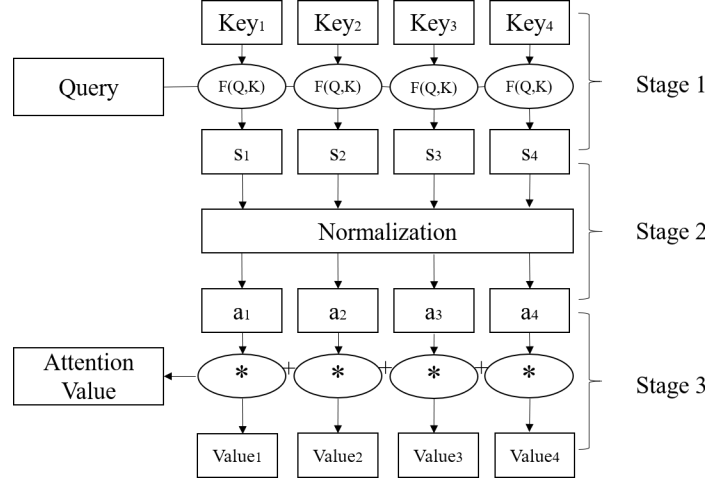 Key1 Key2 Key3 Key4
Query F(Q,K) F(Q,K) F(Q,K) F(Q,K) Stage 1
s1 s2 s3 s4
Normalization Stage 2
a1 a2 a3 a4
Attention
Value
* + * + * + *
Stage 3
Value1 Value2 Value3 Value4